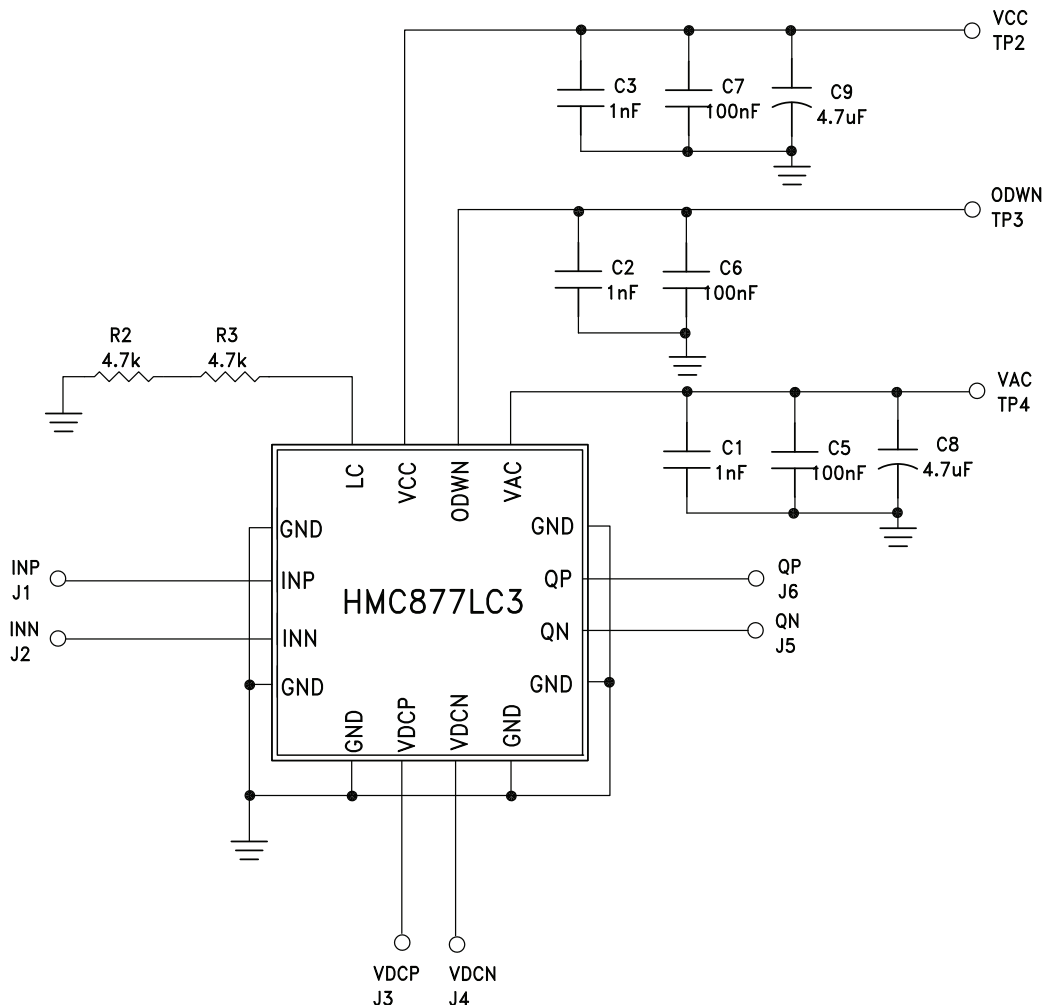 VCC
TP2
C3
1nF
C7
100nF
C9
4.7uF
ODWN
TP3
C2
1nF
C6
100nF
R2
4.7k
R3
4.7k
VAC
TP4
C1
1nF
C5
100nF
C8
4.7uF
LC
VCC
ODWN
VAC
GND
GND
INP
J1
INP
QP
QP
J6
HMC877LC3
INN
J2
INN
QN
QN
J5
GND
GND
GND
VDCP
VDCN
GND
VDCP
J3
VDCN
J4